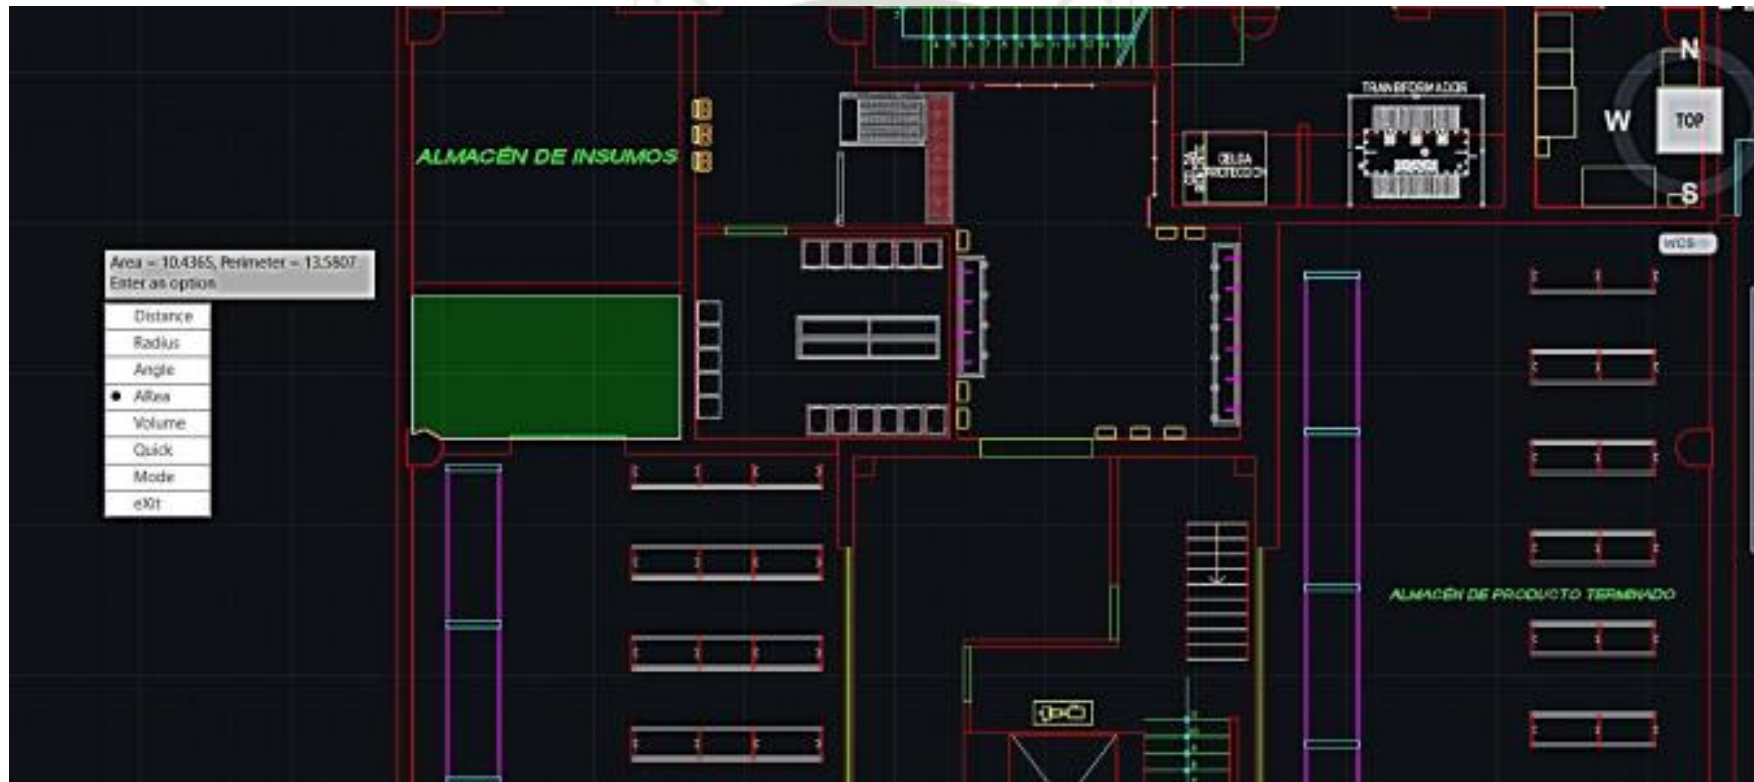 N
TRANSFORMADOR
W
TOP
ALMACÉN DE INSUMOS
CELDA
PROTECCION
S
WCS
Area = 10.4365, Perimeter = 13.5807
Enter an option
Distance
Radius
Angle
ARea
Volume
Quick
Mode
eXit
ALMACÉN DE PRODUCTO TERMINADO